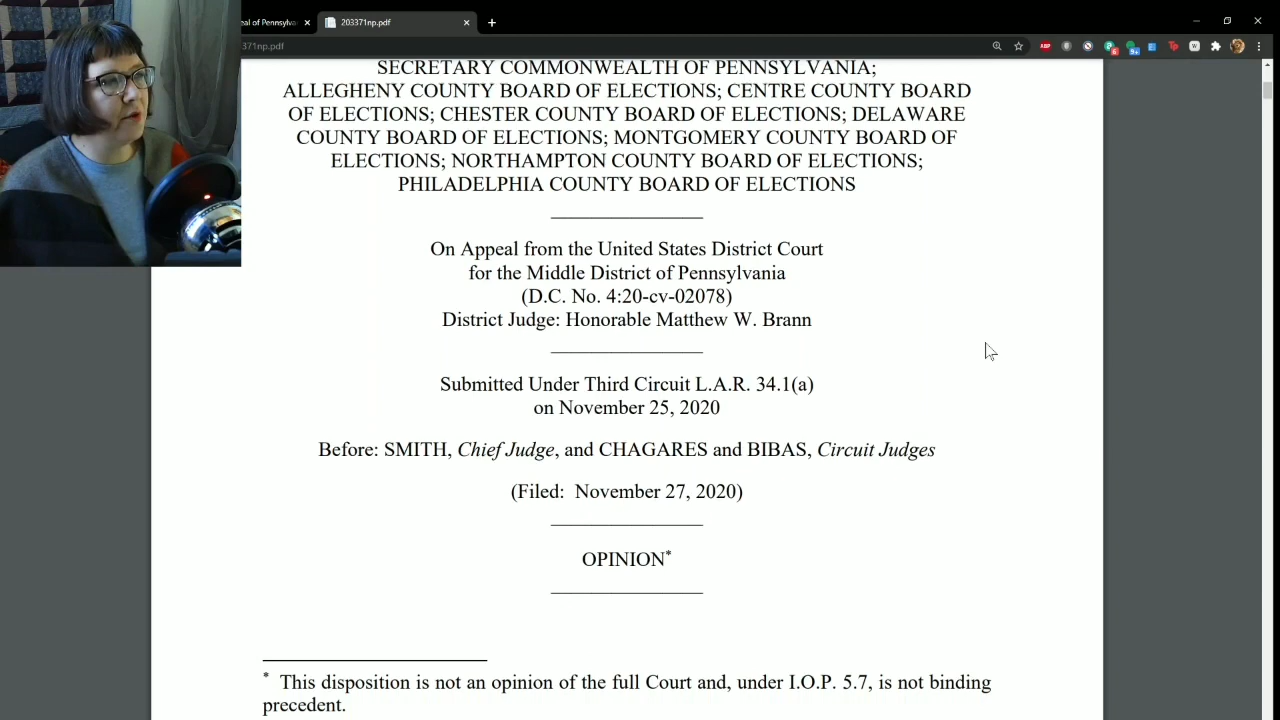 eal of Pennsylva
203371np.pdf
371np.pdf
SECRETARY COMMONWEALTH OF PENNSYLVANIA;
ALLEGHENY COUNTY BOARD OF ELECTIONS; CENTRE COUNTY BOARD
OF ELECTIONS; CHESTER COUNTY BOARD OF ELECTIONS; DELAWARE
COUNTY BOARD OF ELECTIONS; MONTGOMERY COUNTY BOARD OF
ELECTIONS; NORTHAMPTON COUNTY BOARD OF ELECTIONS;
PHILADELPHIA COUNTY BOARD OF ELECTIONS
On Appeal from the United States District Court
for the Middle District of Pennsylvania
(D.C. No. 4:20-cv-02078)
District Judge: Honorable Matthew W. Brann
Submitted Under Third Circuit L.A.R. 34.1(a)
on November 25, 2020
Before: SMITH, Chief Judge, and CHAGARES and BIBAS, Circuit Judges
(Filed: November 27, 2020)
OPINION*
* This disposition is not an opinion of the full Court and, under I.O.P. 5.7, is not binding
precedent.